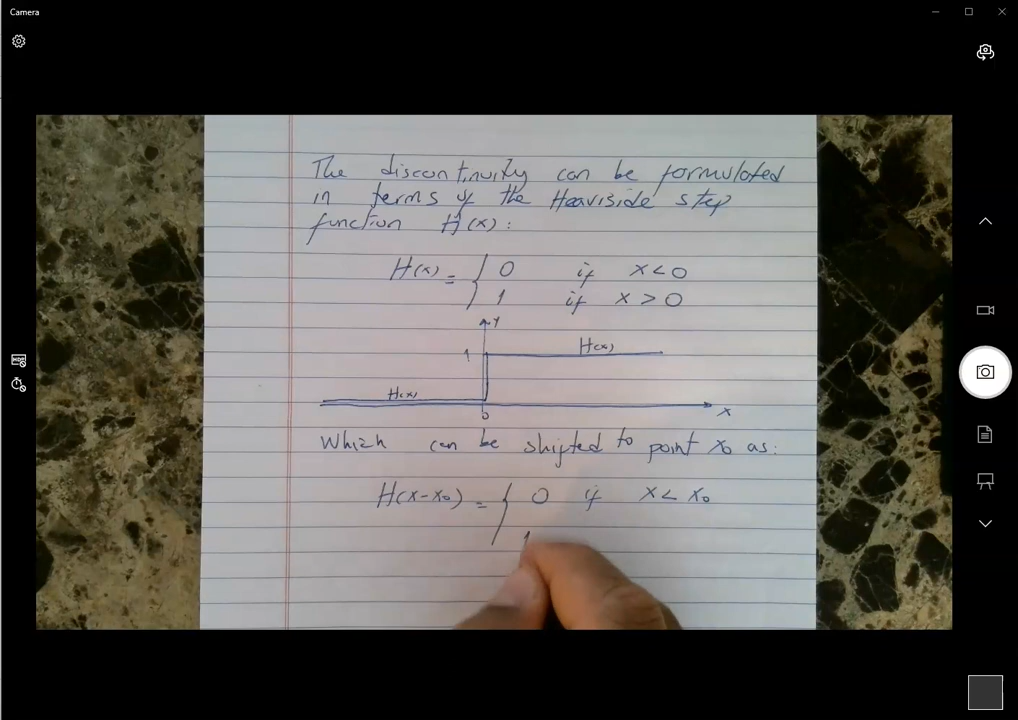 Camera
The discontinuity can be formulated
in terms of the Heaviside step
function H(x):
H(x) = { 0 if x < 0
1 if x > 0
Y
1 H(x)
H(x)
0 x
Which can be shifted to point x₀ as:
H(x-x₀) = { 0 if x < x₀
1